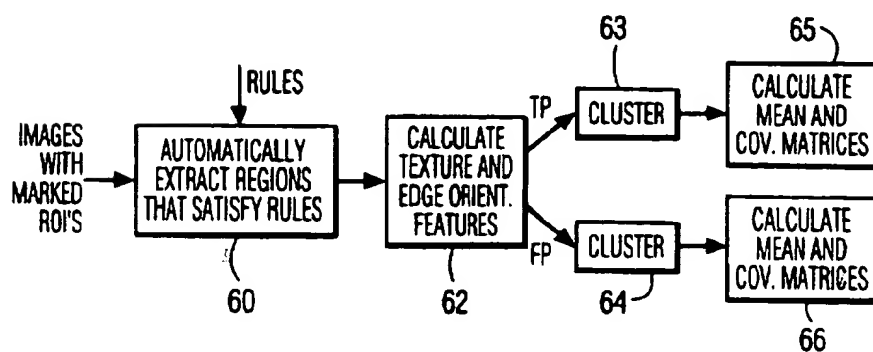 RULES
IMAGES
WITH
MARKED
ROI'S
AUTOMATICALLY
EXTRACT REGIONS
THAT SATISFY RULES
60
CALCULATE
TEXTURE AND
EDGE ORIENT.
FEATURES
62
TP
FP
63
CLUSTER
CLUSTER
64
65
CALCULATE
MEAN AND
COV. MATRICES
CALCULATE
MEAN AND
COV. MATRICES
66